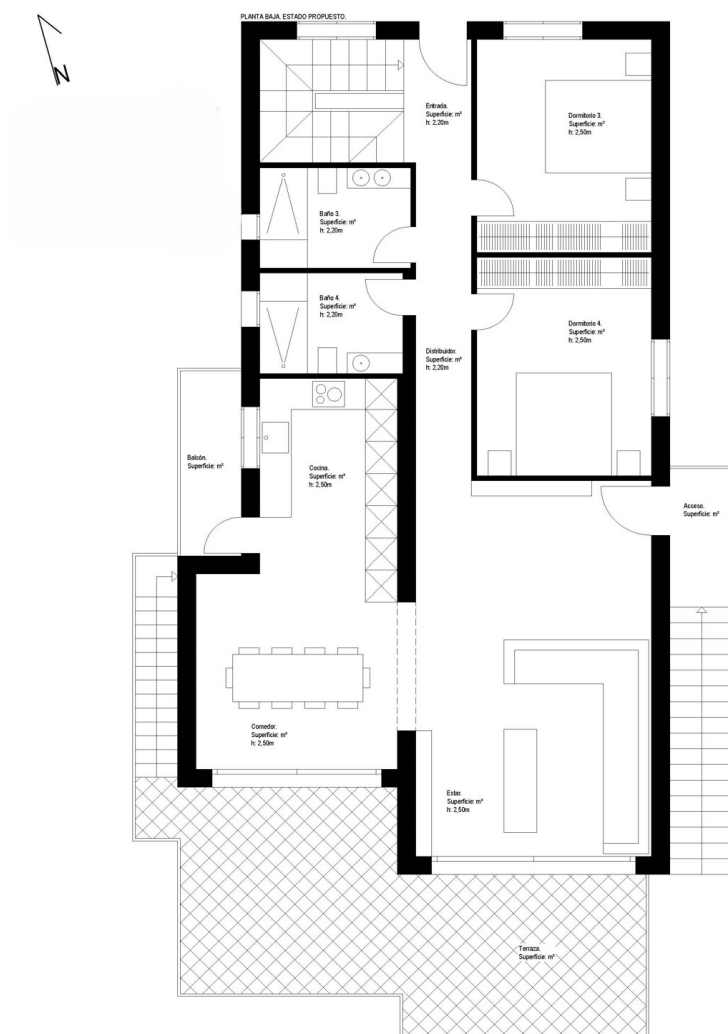 PLANTA BAJA. ESTADO PROPUESTO.
N
Entrada.
Superficie: m²
h: 2,20m
Dormitorio 3.
Superficie: m²
h: 2,50m
Baño 3.
Superficie: m²
h: 2,20m
Baño 4.
Superficie: m²
h: 2,20m
Distribuidor.
Superficie: m²
h: 2,20m
Dormitorio 4.
Superficie: m²
h: 2,50m
Balcón.
Superficie: m²
Cocina.
Superficie: m²
h: 2,50m
Acceso.
Superficie: m²
Comedor.
Superficie: m²
h: 2,50m
Estar.
Superficie: m²
h: 2,50m
Terraza.
Superficie: m²